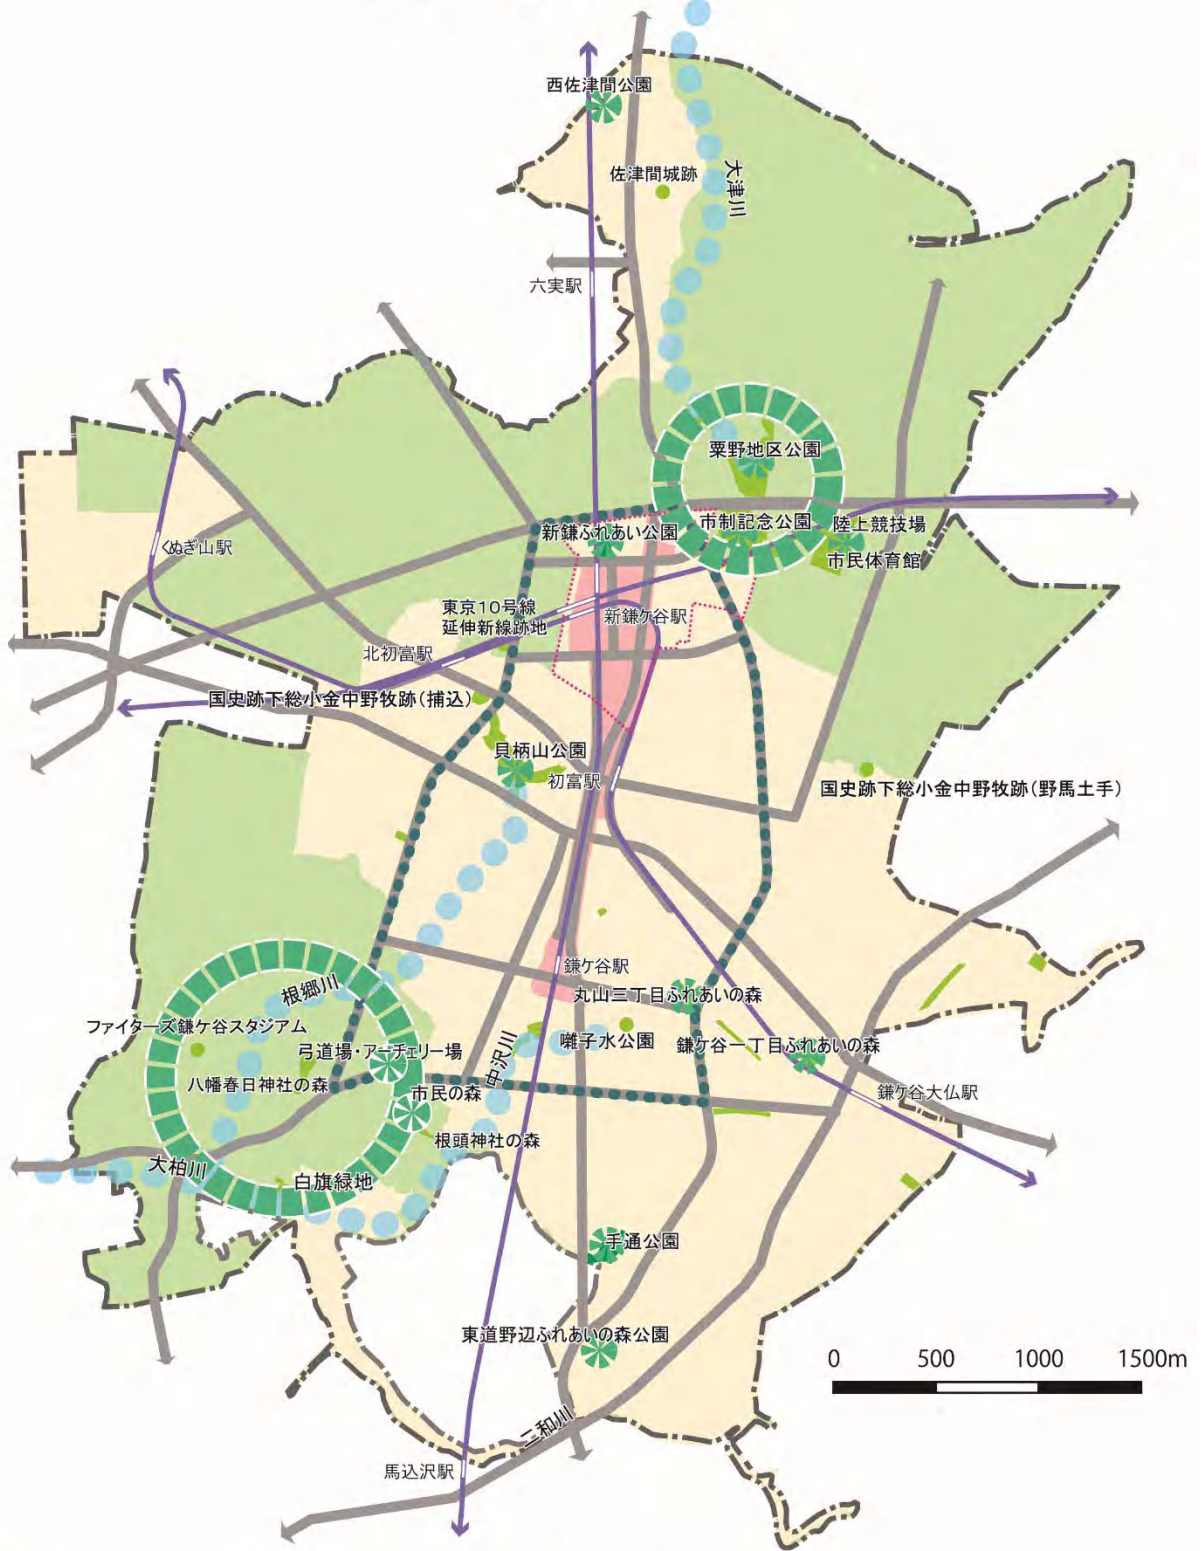 西佐津間公園
佐津間城跡
大津川
六実駅
粟野地区公園
市制記念公園
陸上競技場
新鎌ふれあい公園
市民体育館
くぬぎ山駅
東京10号線
延伸新線跡地
新鎌ケ谷駅
北初富駅
国史跡下総小金中野牧跡（捕込）
貝柄山公園
初富駅
国史跡下総小金中野牧跡（野馬土手）
鎌ケ谷駅
根郷川
丸山三丁目ふれあいの森
ファイターズ鎌ケ谷スタジアム
囃子水公園
鎌ケ谷一丁目ふれあいの森
弓道場・アーチェリー場
中沢川
八幡春日神社の森
市民の森
鎌ケ谷大仏駅
根頭神社の森
大柏川
白旗緑地
手通公園
東道野辺ふれあいの森公園
0 500 1000 1500m
二和川
馬込沢駅